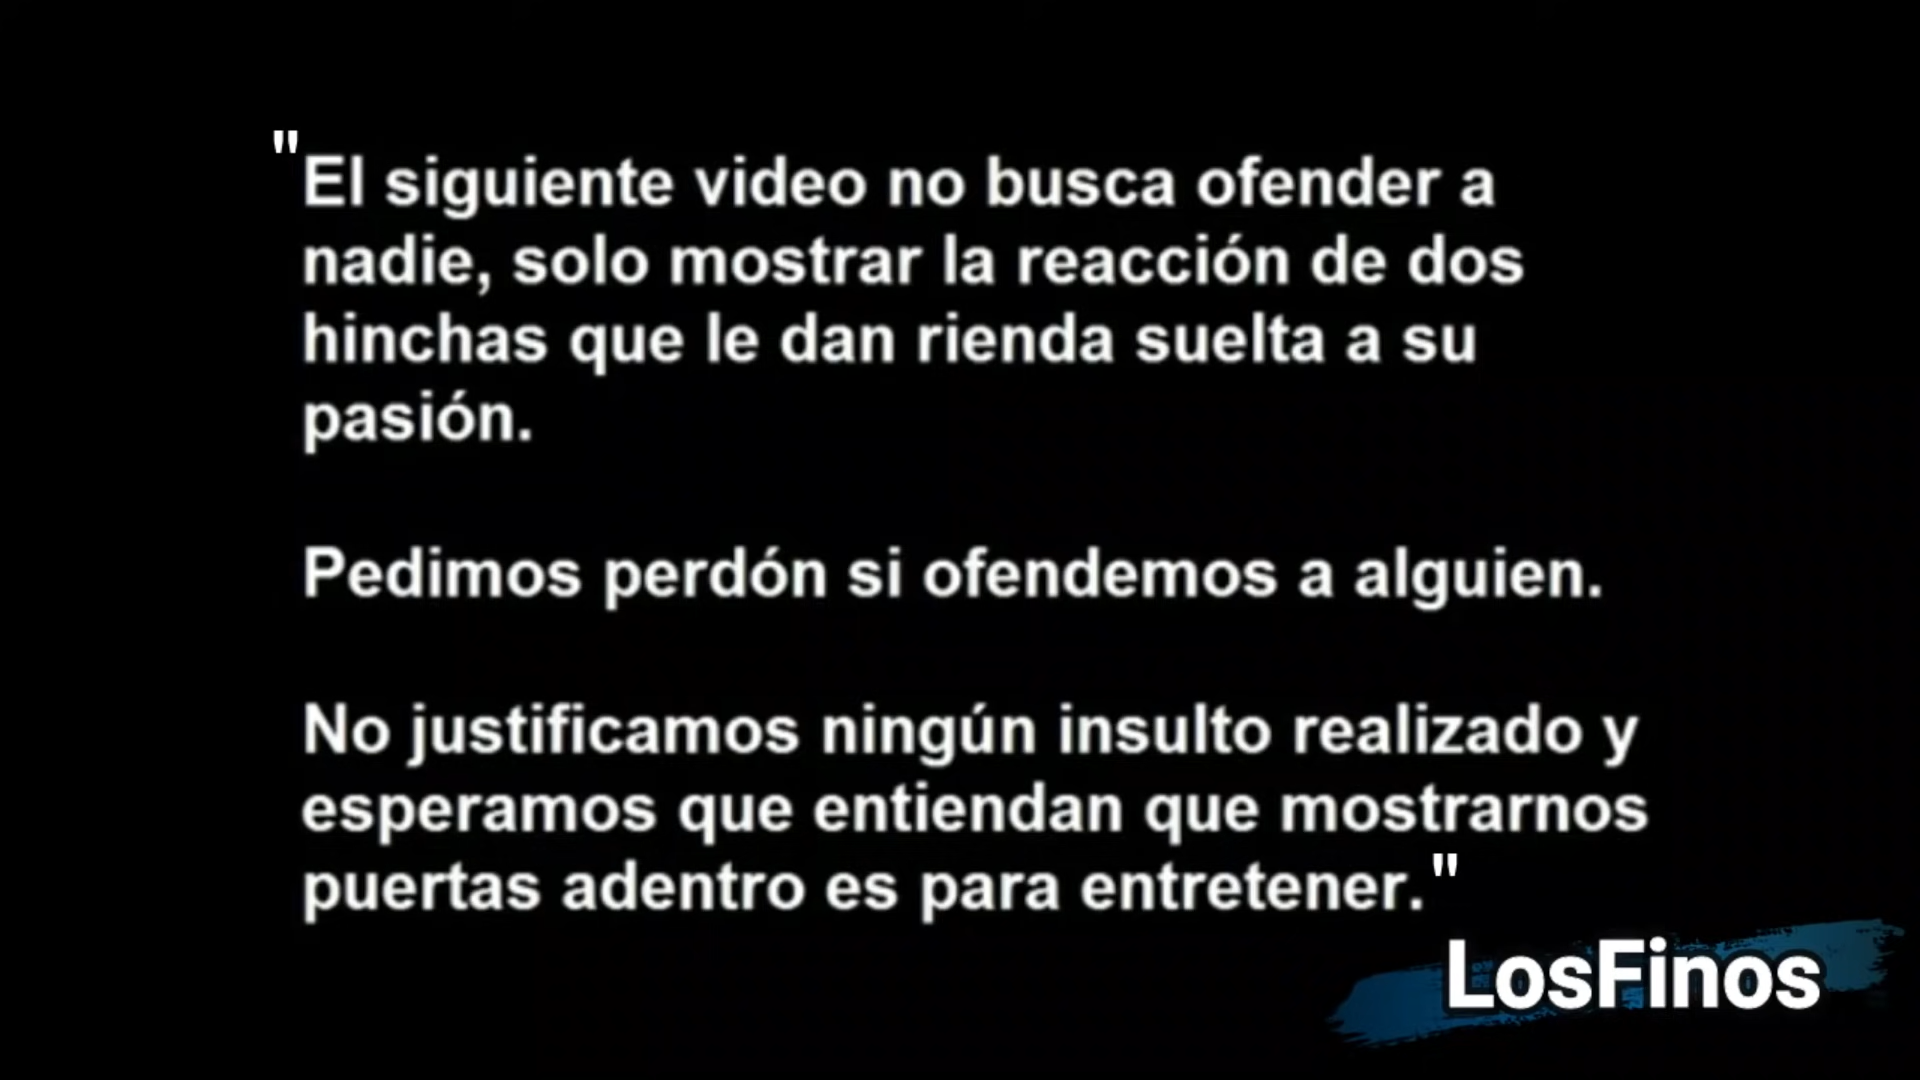 "El siguiente video no busca ofender a
nadie, solo mostrar la reacción de dos
hinchas que le dan rienda suelta a su
pasión.
Pedimos perdón si ofendemos a alguien.
No justificamos ningún insulto realizado y
esperamos que entiendan que mostrarnos
puertas adentro es para entretener."
LosFinos